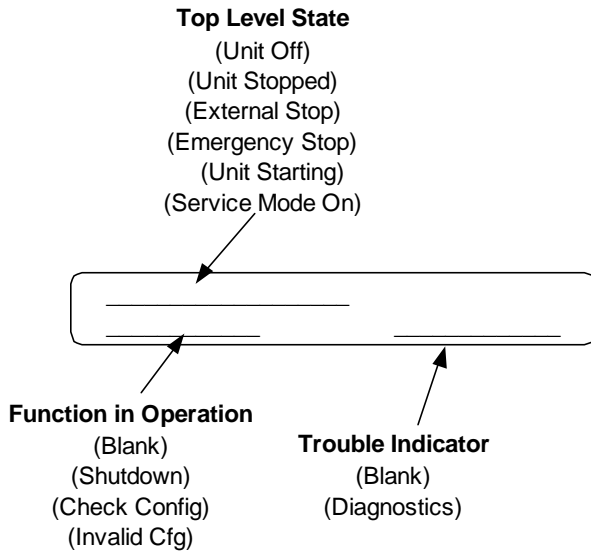 Top Level State
(Unit Off)
(Unit Stopped)
(External Stop)
(Emergency Stop)
(Unit Starting)
(Service Mode On)
Function in Operation
(Blank)
(Shutdown)
(Check Config)
(Invalid Cfg)
Trouble Indicator
(Blank)
(Diagnostics)